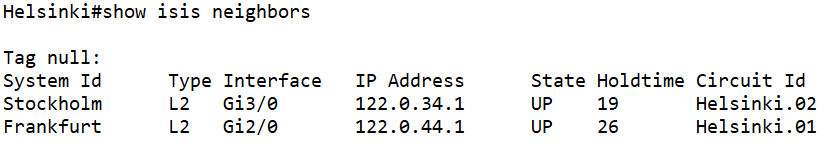 Helsinki#show isis neighbors
Tag null:
System Id Type Interface IP Address State Holdtime Circuit Id
Stockholm L2 Gi3/0 122.0.34.1 UP 19 Helsinki.02
Frankfurt L2 Gi2/0 122.0.44.1 UP 26 Helsinki.01